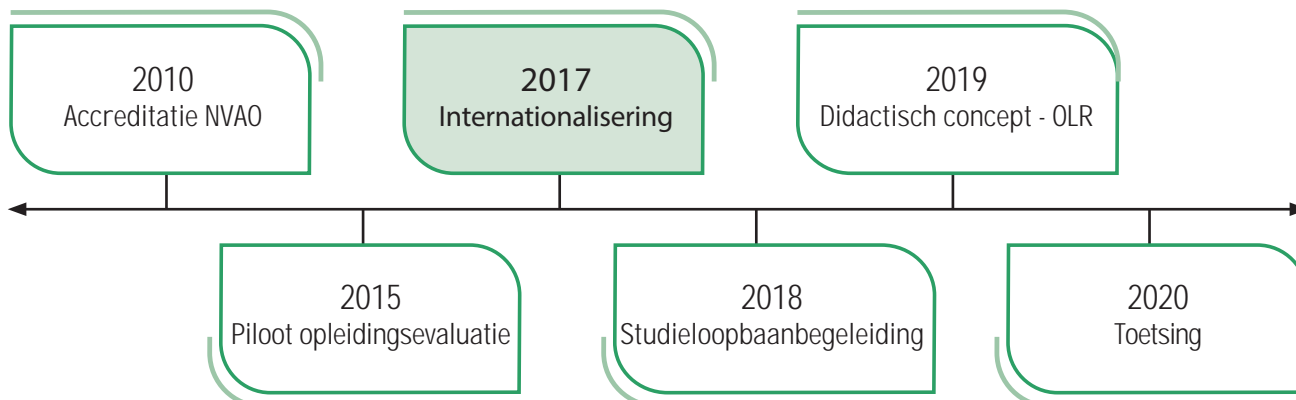 2010
Accreditatie NVAO
2017
Internationalisering
2019
Didactisch concept - OLR
2015
Piloot opleidingsevaluatie
2018
Studieloopbaanbegeleiding
2020
Toetsing